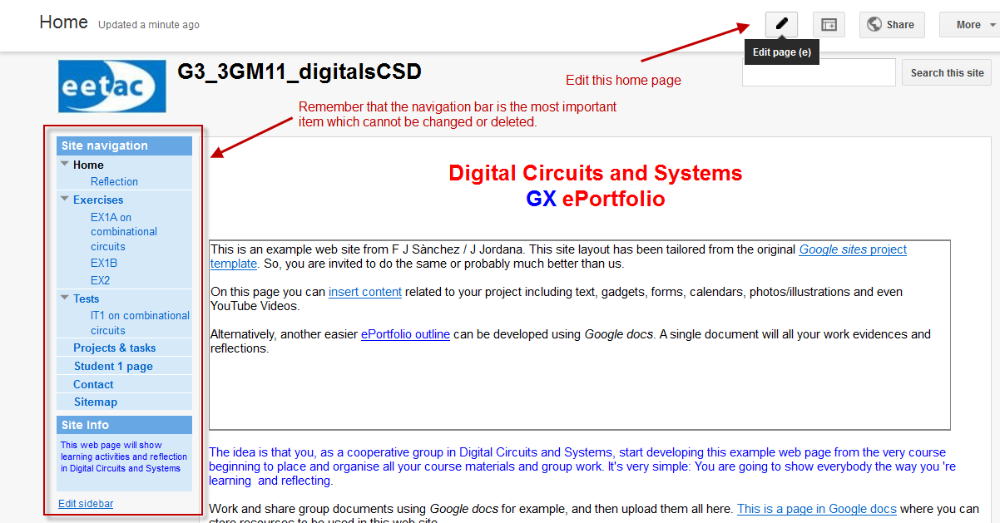 Home Updated a minute ago
Share
More
Edit page (e)
eetac
G3_3GM11_digitalsCSD
Edit this home page
Search this site
Remember that the navigation bar is the most important
item which cannot be changed or deleted.
Site navigation
Home
Reflection
Exercises
EX1A on
combinational
circuits
EX1B
EX2
Tests
IT1 on combinational
circuits
Projects & tasks
Student 1 page
Contact
Sitemap
Site Info
This web page will show
learning activities and reflection
in Digital Circuits and Systems
Edit sidebar
Digital Circuits and Systems
GX ePortfolio
This is an example web site from F J Sànchez / J Jordana. This site layout has been tailored from the original Google sites project
template. So, you are invited to do the same or probably much better than us.
On this page you can insert content related to your project including text, gadgets, forms, calendars, photos/illustrations and even
YouTube Videos.
Alternatively, another easier ePortfolio outline can be developed using Google docs. A single document will all your work evidences and
reflections.
The idea is that you, as a cooperative group in Digital Circuits and Systems, start developing this example web page from the very course
beginning to place and organise all your course materials and group work. It's very simple: You are going to show everybody the way you 're
learning and reflecting.
Work and share group documents using Google docs for example, and then upload them all here. This is a page in Google docs where you can
store resources to be used in this web site.